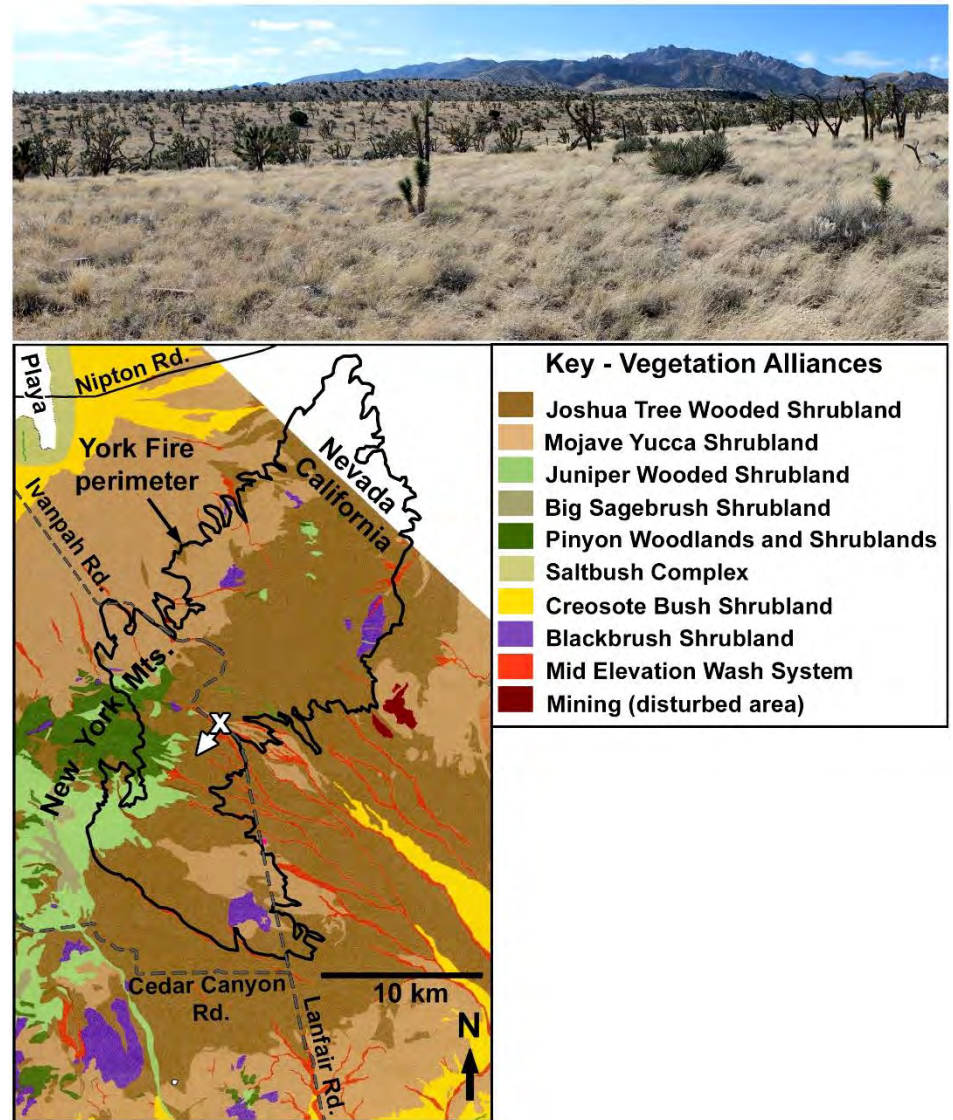 Playa
Nipton Rd.
York Fire
perimeter
Nevada
California
Ivanpah Rd.
New York Mts.
X
Cedar Canyon
Rd.
Lanfair Rd.
10 km
N
Key - Vegetation Alliances
Joshua Tree Wooded Shrubland
Mojave Yucca Shrubland
Juniper Wooded Shrubland
Big Sagebrush Shrubland
Pinyon Woodlands and Shrublands
Saltbush Complex
Creosote Bush Shrubland
Blackbrush Shrubland
Mid Elevation Wash System
Mining (disturbed area)